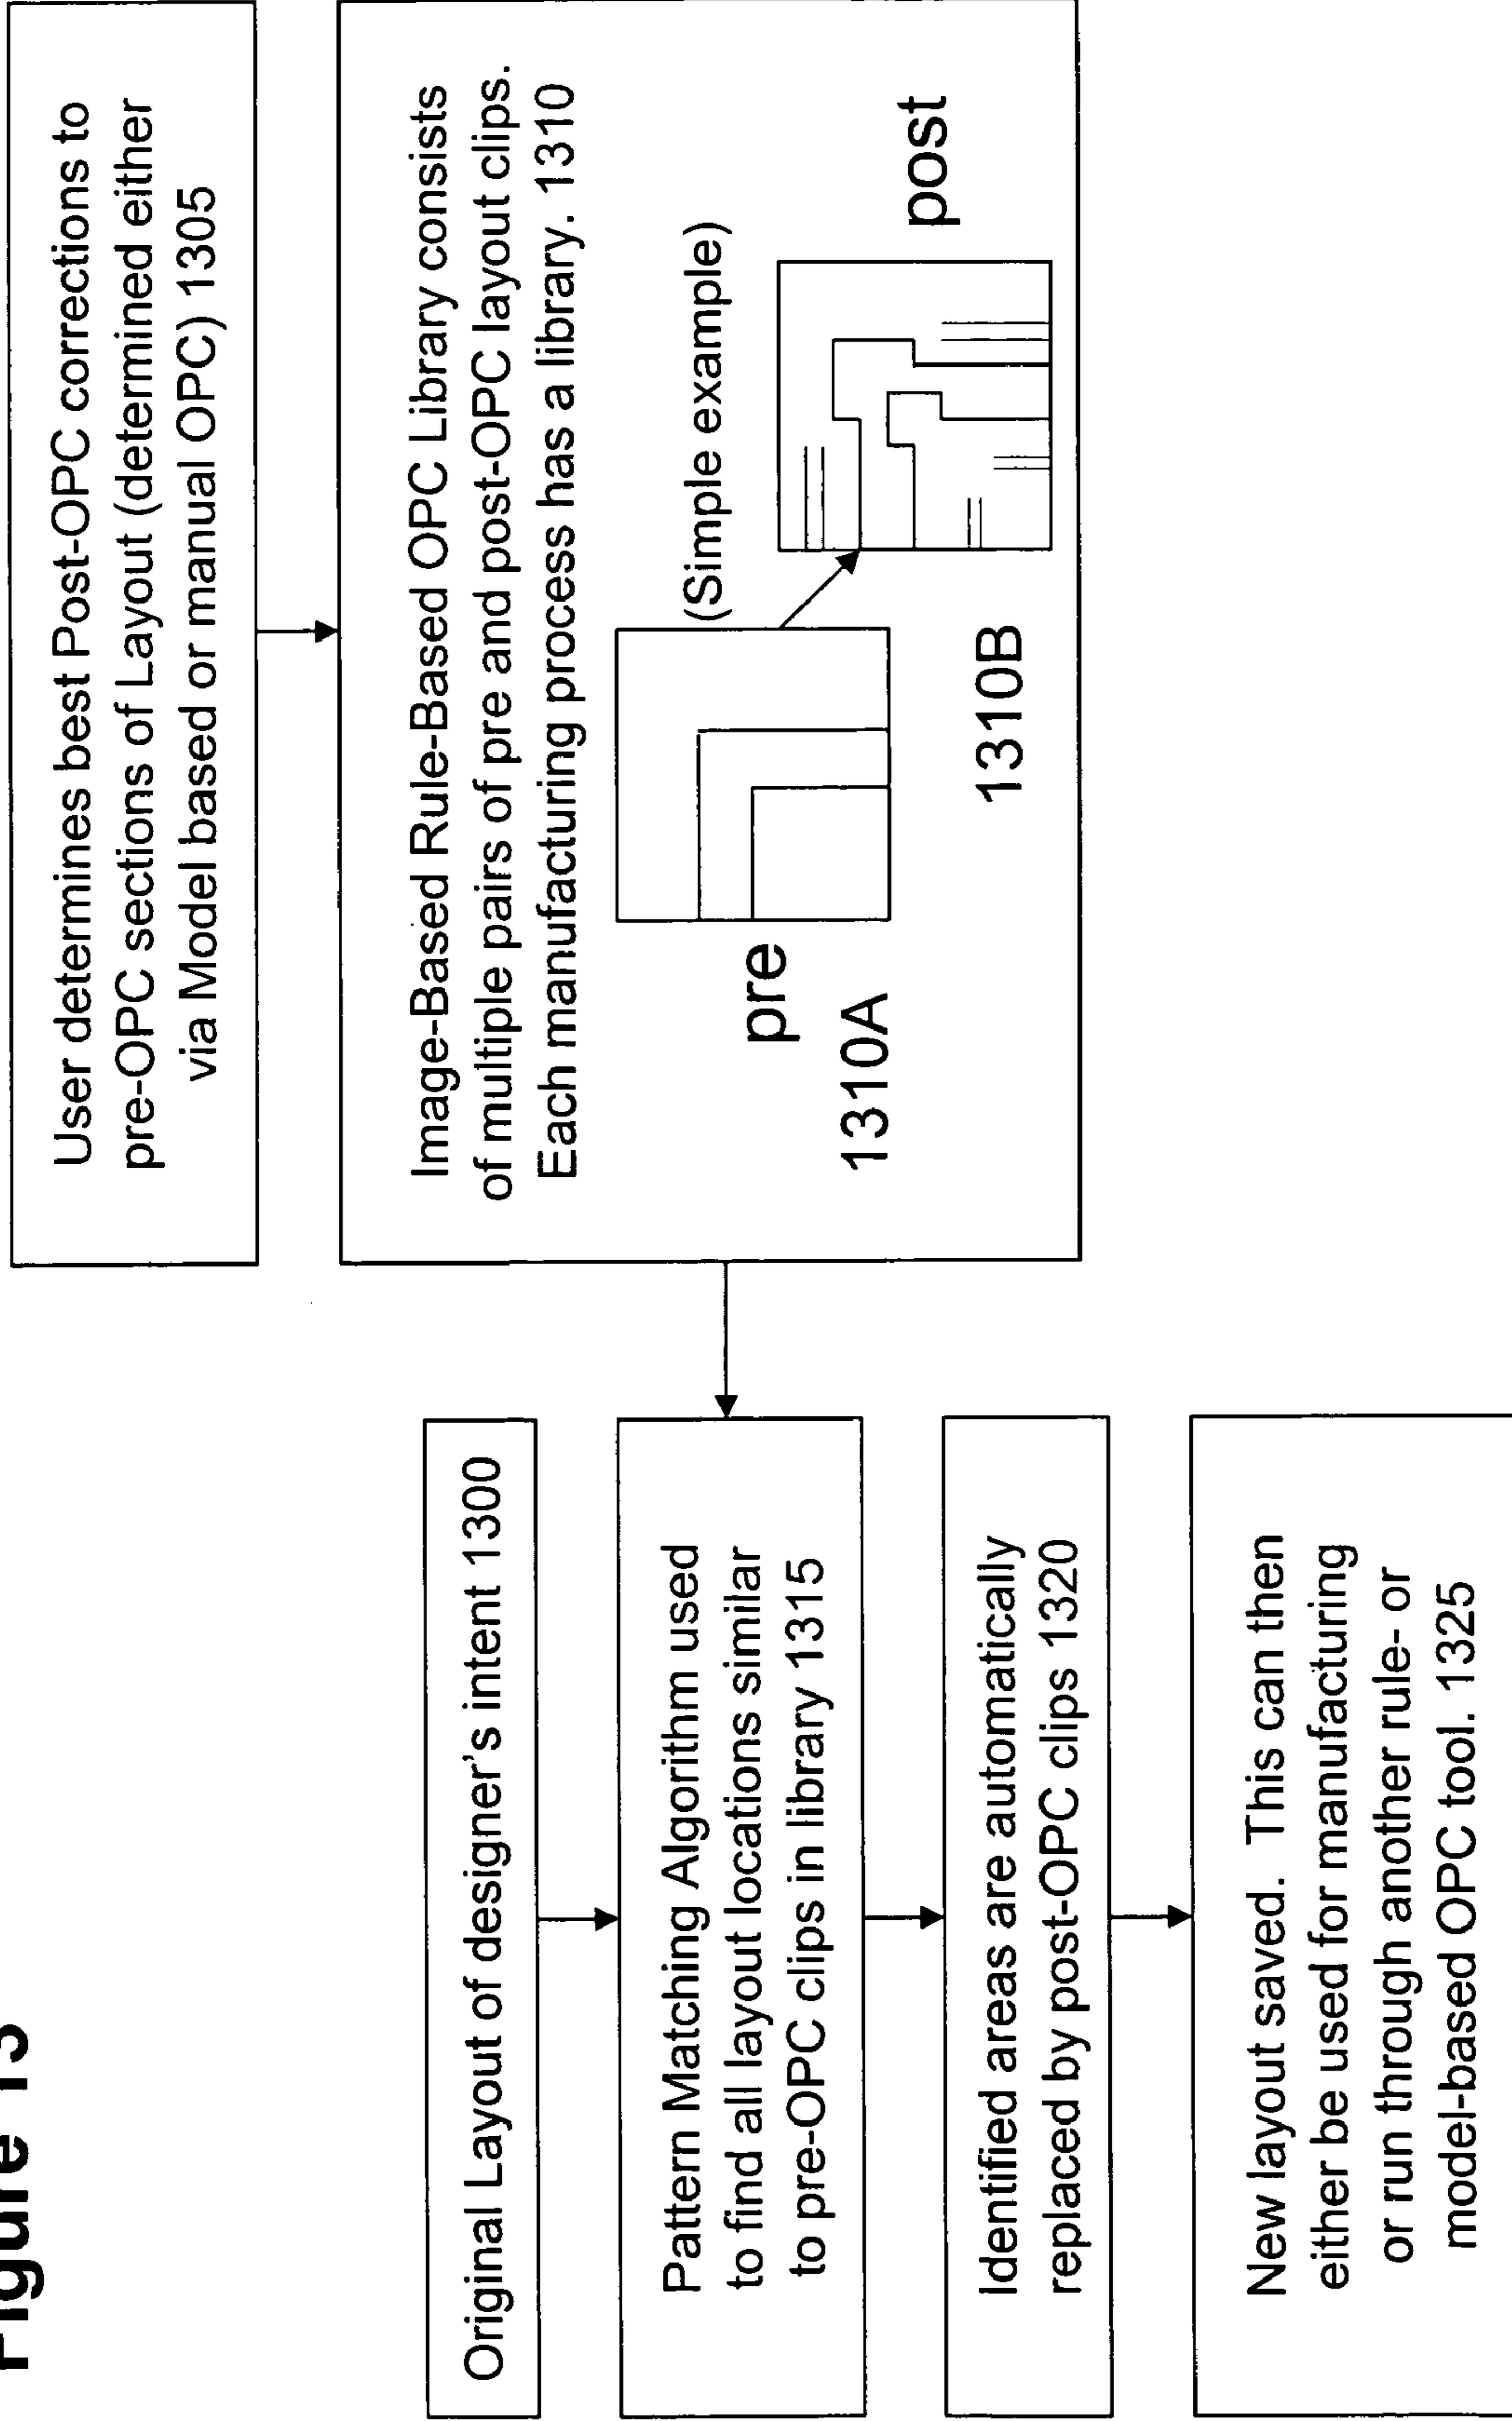 Figure 13
User determines best Post-OPC corrections to
pre-OPC sections of Layout (determined either
via Model based or manual OPC) 1305
Original Layout of designer's intent 1300
Image-Based Rule-Based OPC Library consists
of multiple pairs of pre and post-OPC layout clips.
Each manufacturing process has a library. 1310
(Simple example)
pre
1310A
post
1310B
Pattern Matching Algorithm used
to find all layout locations similar
to pre-OPC clips in library 1315
Identified areas are automatically
replaced by post-OPC clips 1320
New layout saved. This can then
either be used for manufacturing
or run through another rule- or
model-based OPC tool. 1325